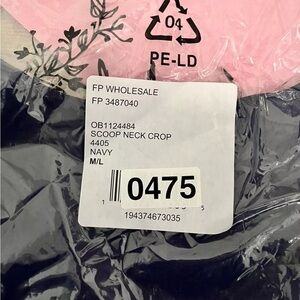 04
PE-LD
FP WHOLESALE
FP 3487040
OB1124484
SCOOP NECK CROP
4405
NAVY
M/L
0475
194374673035